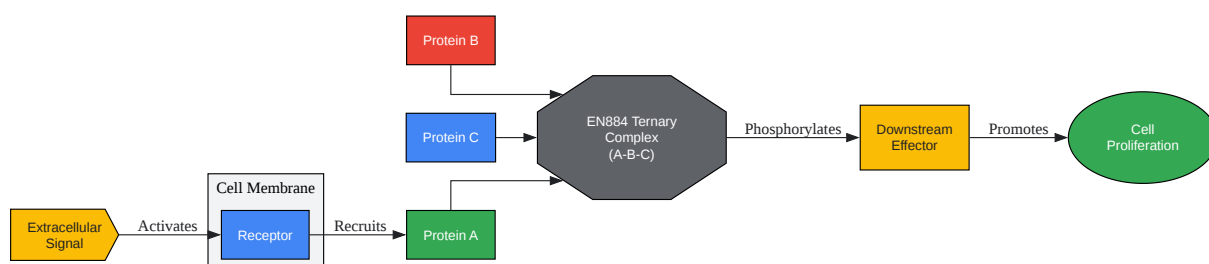 Protein B
EN884 Ternary
Complex
(A-B-C)
Protein C
Phosphorylates
Downstream
Effector
Promotes
Cell
Proliferation
Cell Membrane
Extracellular
Signal
Activates
Receptor
Recruits
Protein A